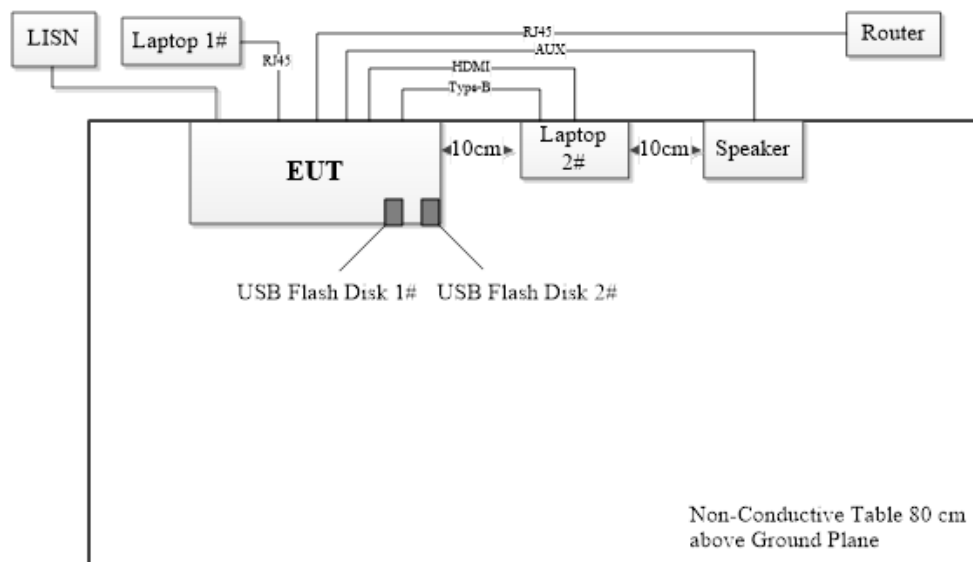 LISN
Laptop 1#
RJ45
RJ45
AUX
HDMI
Type-B
Router
EUT
10cm
Laptop
2#
10cm
Speaker
USB Flash Disk 1#
USB Flash Disk 2#
Non-Conductive Table 80 cm
above Ground Plane